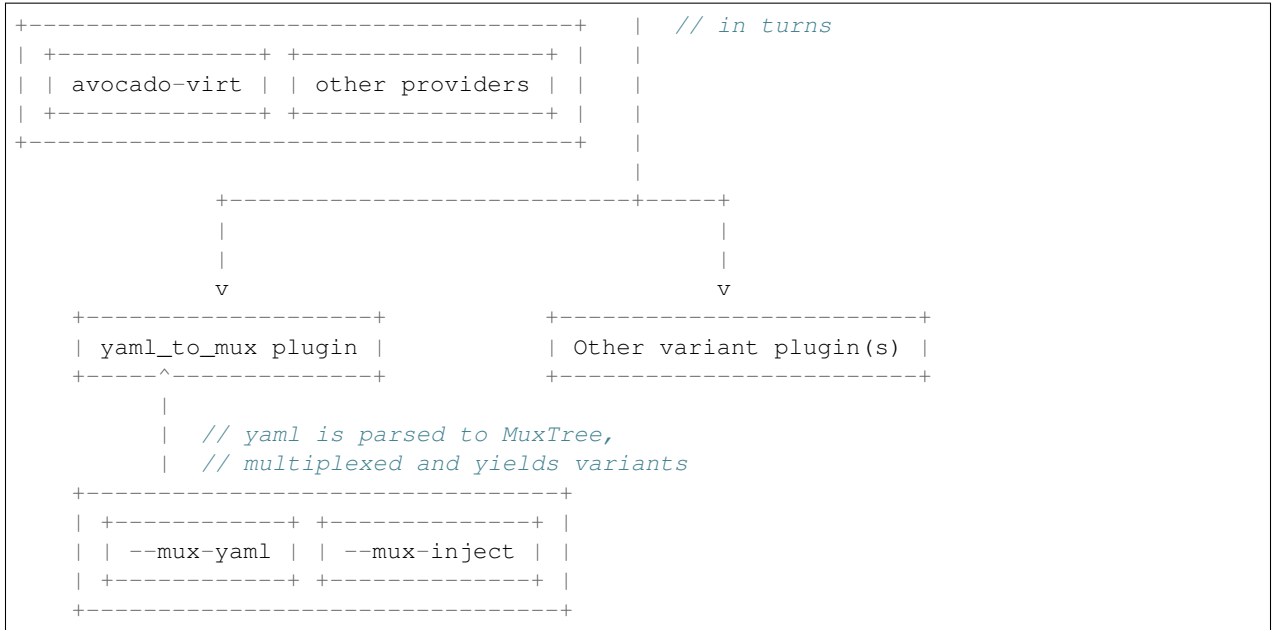 +--------------------------------------+    |  // in turns
| +--------------+ +-----------------+ |    |
| | avocado-virt | | other providers | |    |
| +--------------+ +-----------------+ |    |
+--------------------------------------+    |
                                            |
              +----------------------------+-----+
              |                                  |
              |                                  |
              v                                  v
    +--------------------+           +-------------------------+
    | yaml_to_mux plugin |           | Other variant plugin(s) |
    +-----^--------------+           +-------------------------+
          |
          |  // yaml is parsed to MuxTree,
          |  // multiplexed and yields variants
    +---------------------------------+
    | +------------+ +--------------+ |
    | | --mux-yaml | | --mux-inject | |
    | +------------+ +--------------+ |
    +---------------------------------+